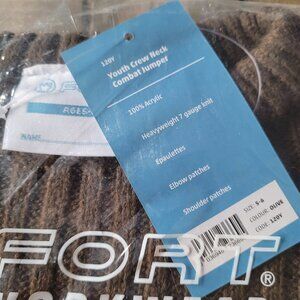 120Y
Youth Crew Neck
Combat Jumper
100% Acrylic
Heavyweight 7 gauge knit
Epaulettes
Elbow patches
Shoulder patches
SIZE: 5-6
COLOUR: OLIVE
CODE: 120Y
NAME
FORT
®
WORKWEAR